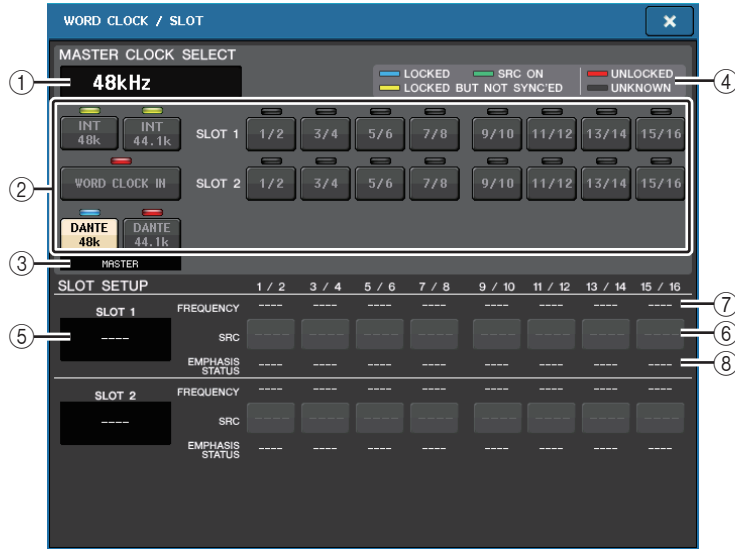 WORD CLOCK / SLOT
MASTER CLOCK SELECT
① 48kHz
LOCKED SRC ON UNLOCKED ④
LOCKED BUT NOT SYNC'ED UNKNOWN
②
INT 48k INT 44.1k SLOT 1 1/2 3/4 5/6 7/8 9/10 11/12 13/14 15/16
WORD CLOCK IN SLOT 2 1/2 3/4 5/6 7/8 9/10 11/12 13/14 15/16
DANTE 48k DANTE 44.1k
③ MASTER
SLOT SETUP 1 / 2 3 / 4 5 / 6 7 / 8 9 / 10 11 / 12 13 / 14 15 / 16
SLOT 1 FREQUENCY ---- ---- ---- ---- ---- ---- ---- ---- ⑦
⑤ ---- SRC ---- ---- ---- ---- ---- ---- ---- ---- ⑥
EMPHASIS STATUS ---- ---- ---- ---- ---- ---- ---- ---- ⑧
SLOT 2 FREQUENCY ---- ---- ---- ---- ---- ---- ---- ----
---- SRC ---- ---- ---- ---- ---- ---- ---- ----
EMPHASIS STATUS ---- ---- ---- ---- ---- ---- ---- ----